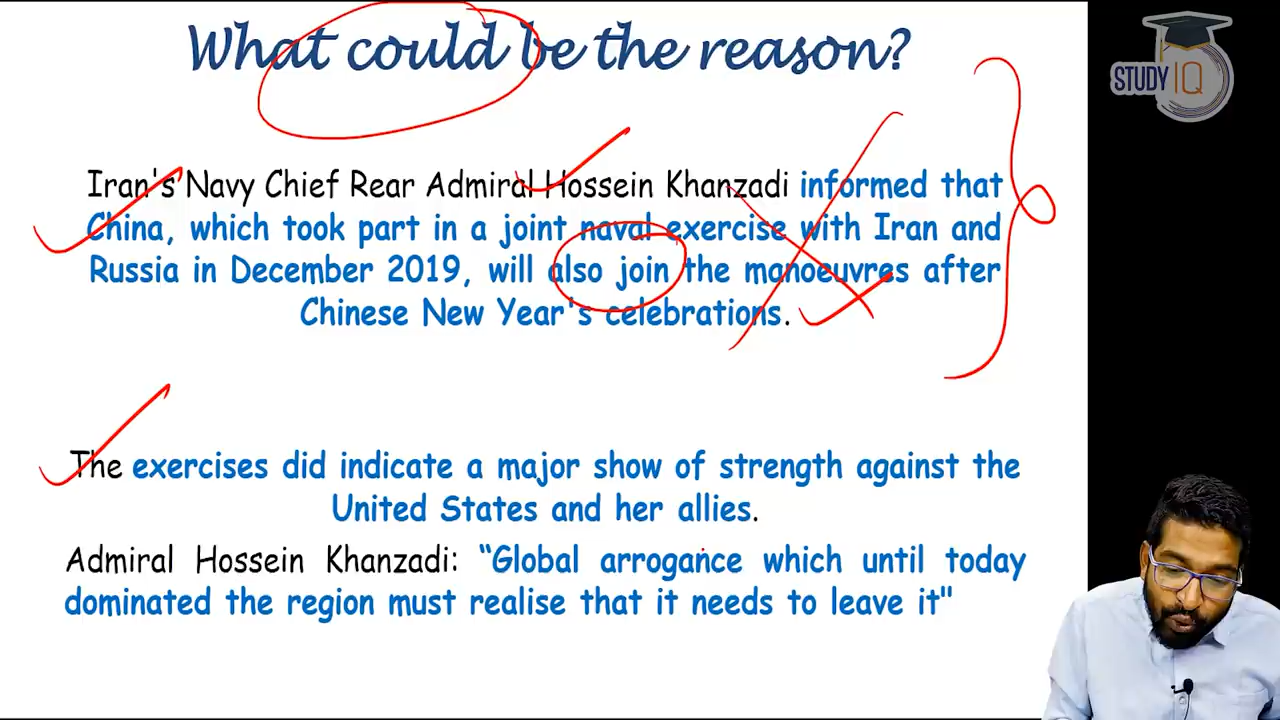 What could be the reason?
STUDY IQ
Iran's Navy Chief Rear Admiral Hossein Khanzadi informed that
China, which took part in a joint naval exercise with Iran and
Russia in December 2019, will also join the manoeuvres after
Chinese New Year's celebrations.
The exercises did indicate a major show of strength against the
United States and her allies.
Admiral Hossein Khanzadi: “Global arrogance which until today
dominated the region must realise that it needs to leave it"